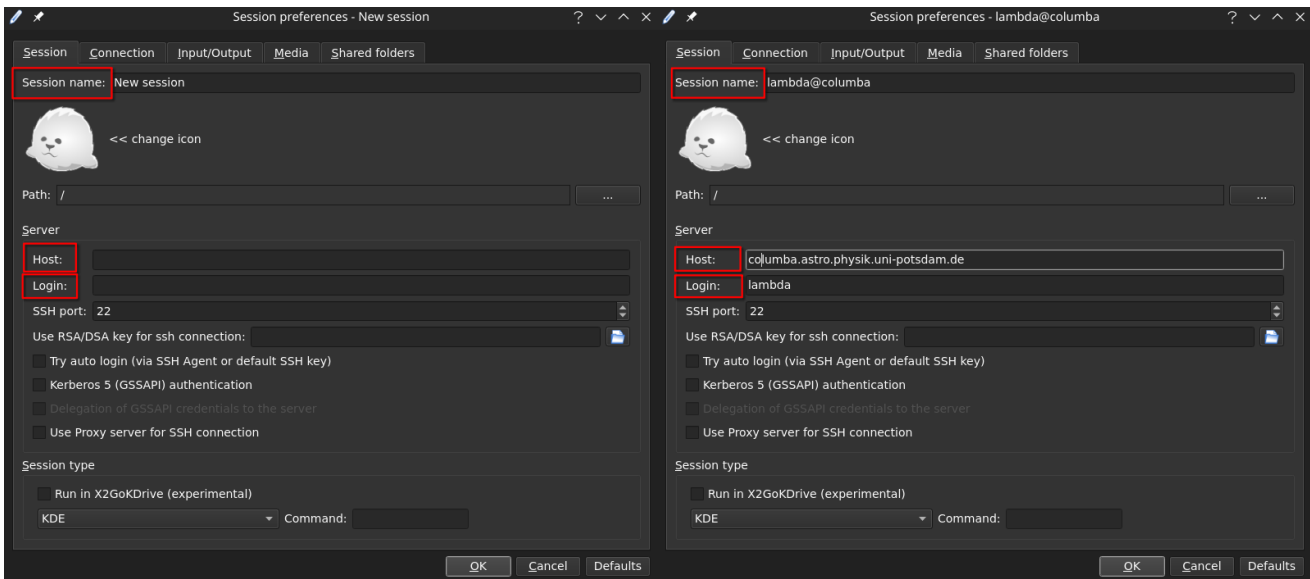 Session preferences - New session
Session Connection Input/Output Media Shared folders
Session name: New session
<< change icon
Path: / ...
Server
Host:
Login:
SSH port: 22
Use RSA/DSA key for ssh connection:
Try auto login (via SSH Agent or default SSH key)
Kerberos 5 (GSSAPI) authentication
Delegation of GSSAPI credentials to the server
Use Proxy server for SSH connection
Session type
Run in X2GoKDrive (experimental)
KDE Command:
OK Cancel Defaults
Session preferences - lambda@columba
Session Connection Input/Output Media Shared folders
Session name: lambda@columba
<< change icon
Path: / ...
Server
Host: columba.astro.physik.uni-potsdam.de
Login: lambda
SSH port: 22
Use RSA/DSA key for ssh connection:
Try auto login (via SSH Agent or default SSH key)
Kerberos 5 (GSSAPI) authentication
Delegation of GSSAPI credentials to the server
Use Proxy server for SSH connection
Session type
Run in X2GoKDrive (experimental)
KDE Command:
OK Cancel Defaults